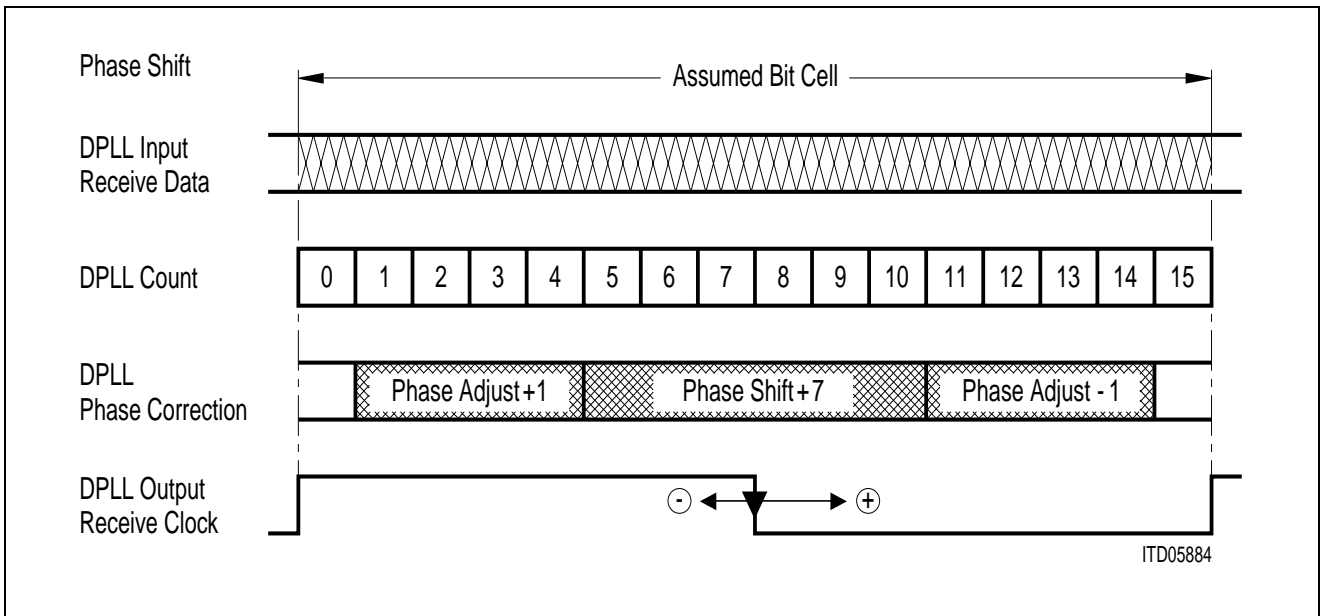 Phase Shift
Assumed Bit Cell
DPLL Input
Receive Data
DPLL Count
0 1 2 3 4 5 6 7 8 9 10 11 12 13 14 15
DPLL
Phase Correction
Phase Adjust +1 Phase Shift +7 Phase Adjust - 1
DPLL Output
Receive Clock
- +
ITD05884